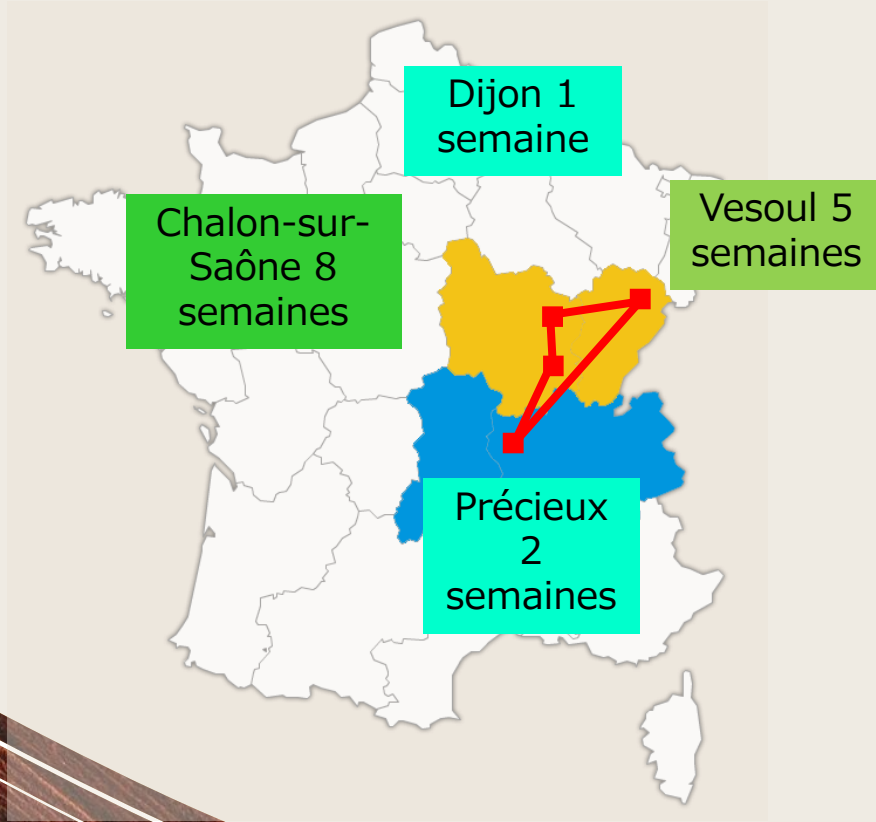 Dijon 1
semaine
Chalon-sur-
Saône 8
semaines
Vesoul 5
semaines
Précieux
2
semaines